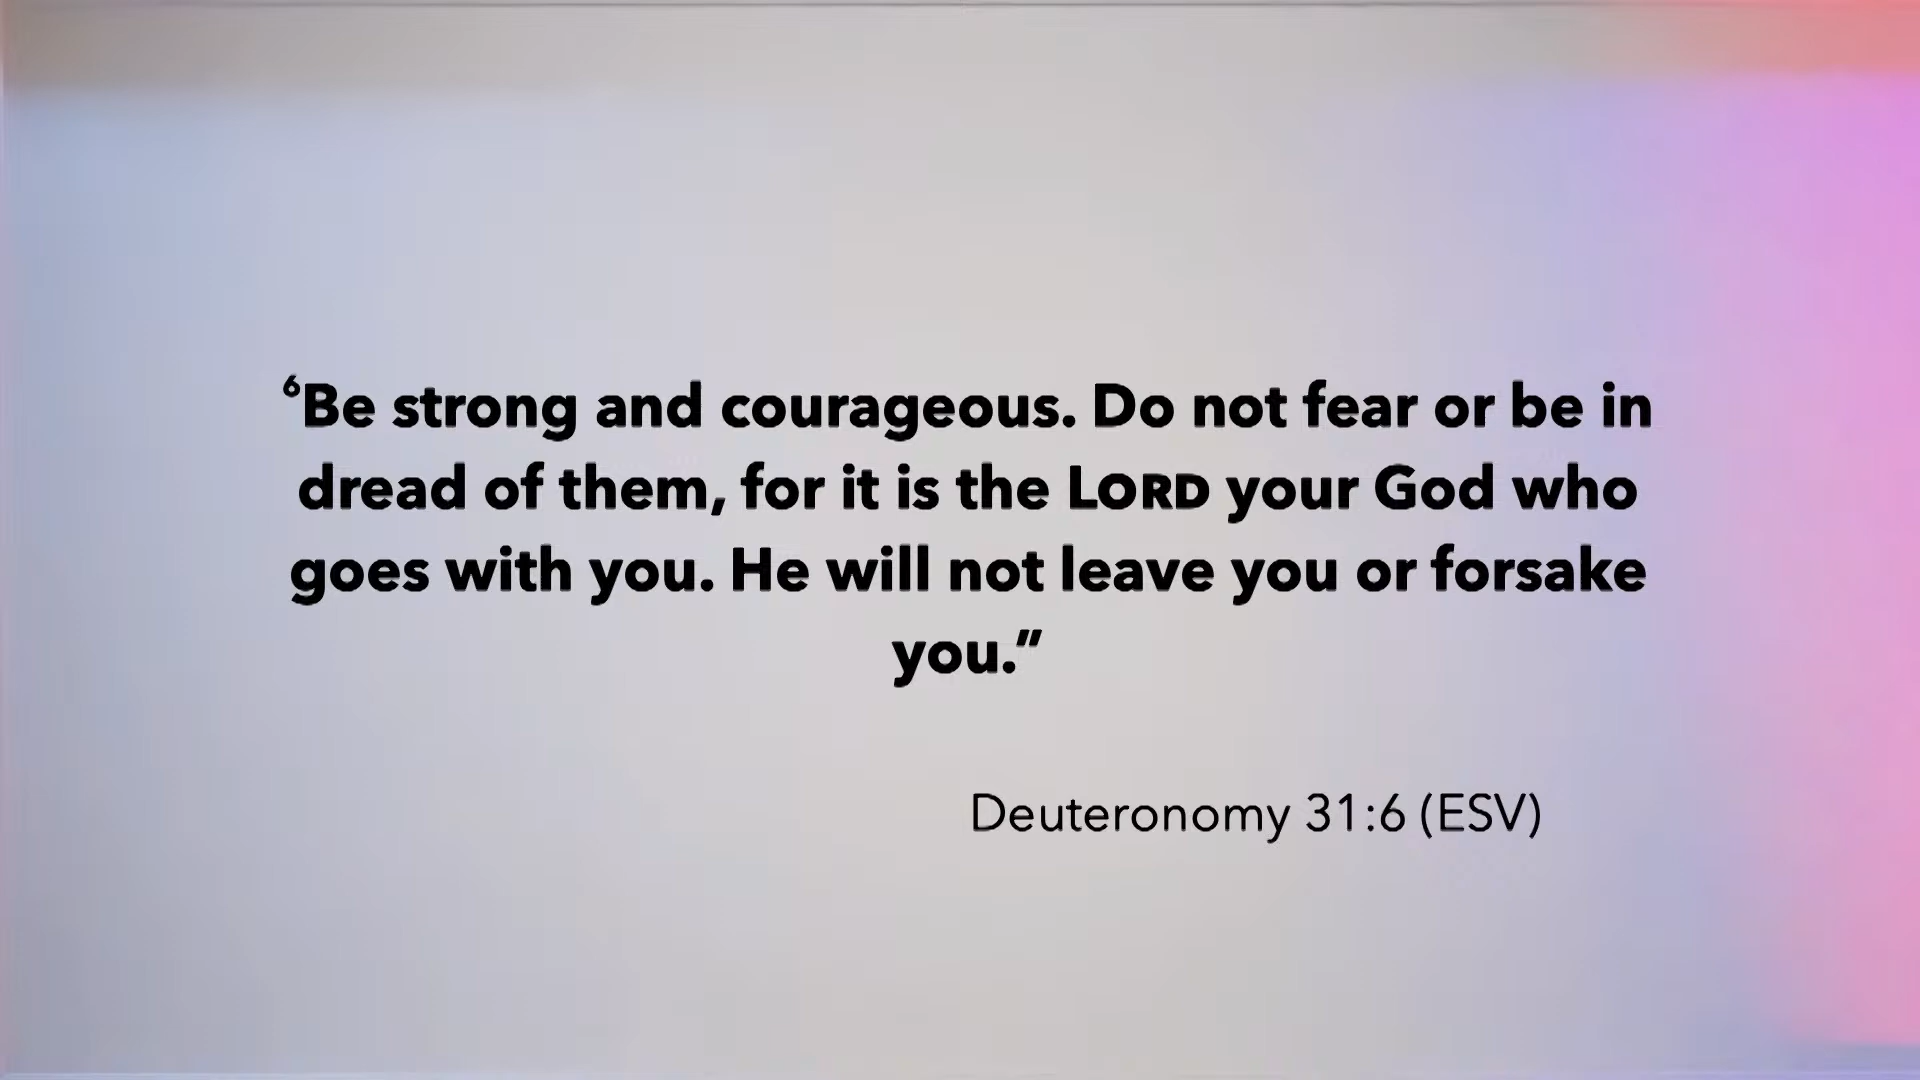 ⁶Be strong and courageous. Do not fear or be in
dread of them, for it is the LORD your God who
goes with you. He will not leave you or forsake
you.”
Deuteronomy 31:6 (ESV)